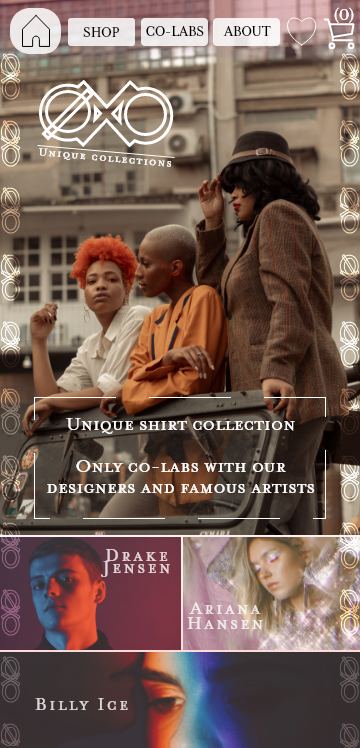 (0)
SHOP
CO-LABS
ABOUT
Unique collections
Unique shirt collection
Only co-labs with our
designers and famous artists
Drake
Jensen
Ariana
Hansen
Billy Ice